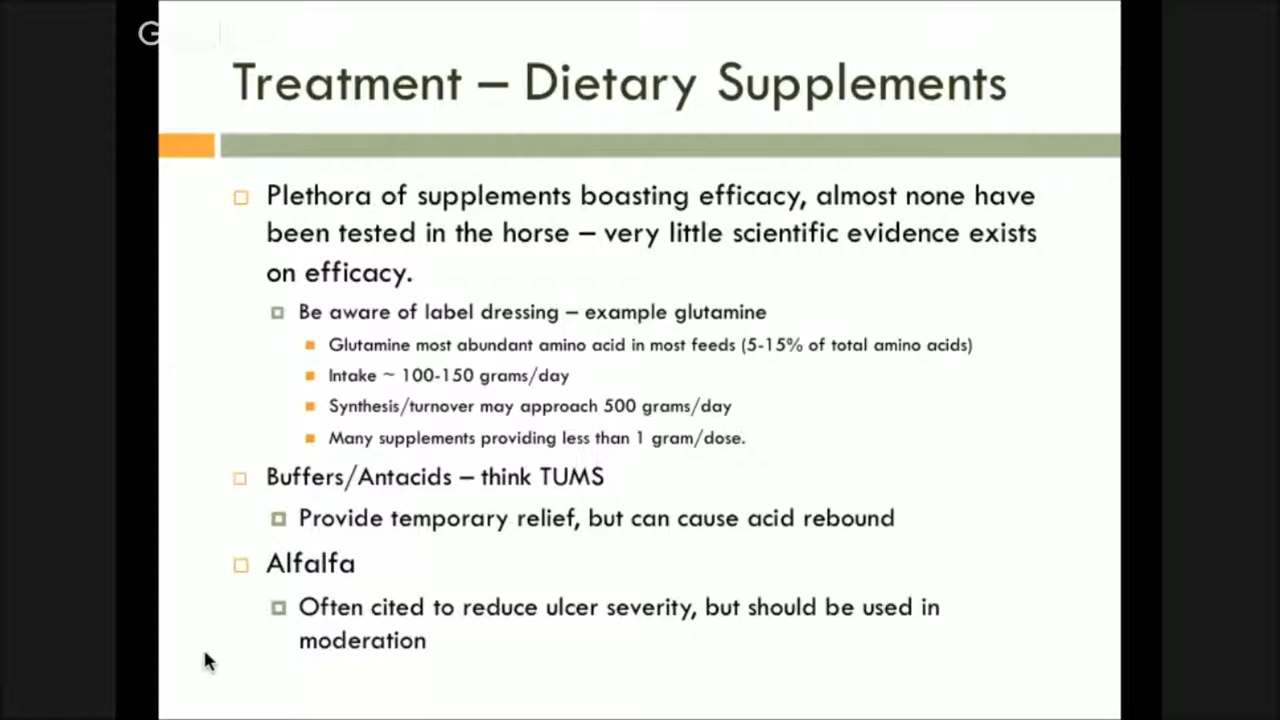 Treatment – Dietary Supplements
Plethora of supplements boasting efficacy, almost none have
been tested in the horse – very little scientific evidence exists
on efficacy.
Be aware of label dressing – example glutamine
Glutamine most abundant amino acid in most feeds (5-15% of total amino acids)
Intake ~ 100-150 grams/day
Synthesis/turnover may approach 500 grams/day
Many supplements providing less than 1 gram/dose.
Buffers/Antacids – think TUMS
Provide temporary relief, but can cause acid rebound
Alfalfa
Often cited to reduce ulcer severity, but should be used in
moderation